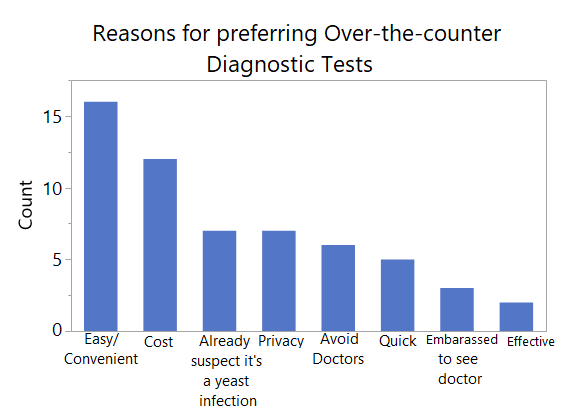 Reasons for preferring Over-the-counter
Diagnostic Tests
Count
15
10
5
0
Easy/
Convenient
Cost
Already
suspect it's
a yeast
infection
Privacy
Avoid
Doctors
Quick
Embarassed
to see
doctor
Effective